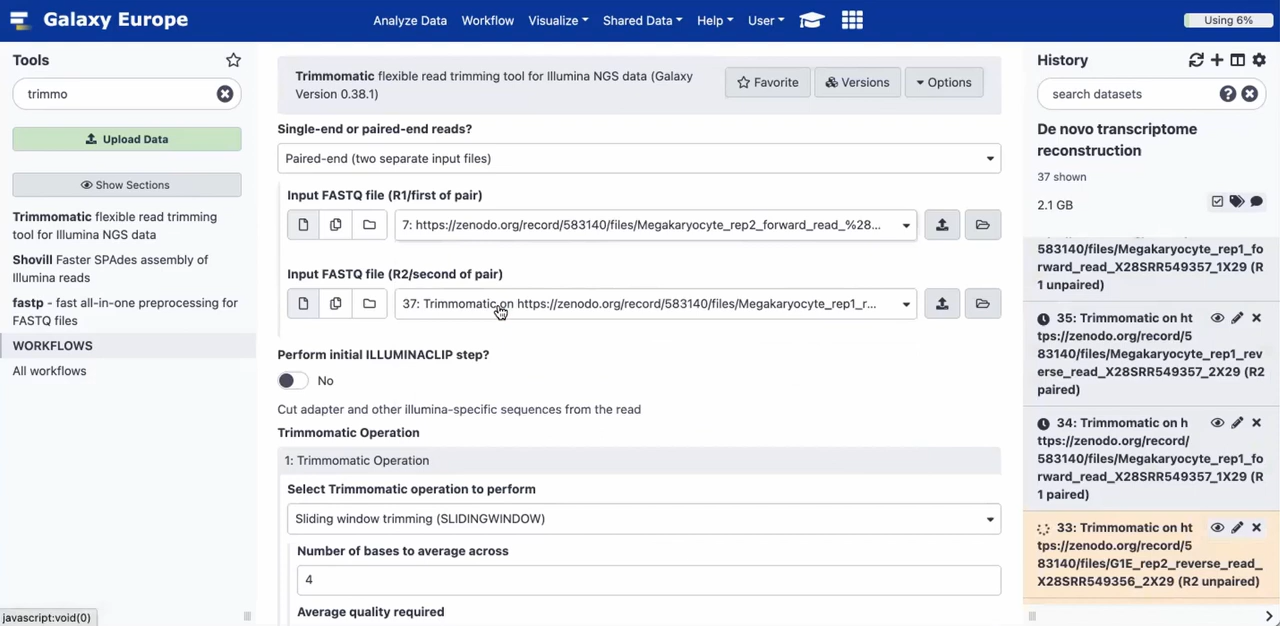 Galaxy Europe
Analyze Data Workflow Visualize Shared Data Help User
Using 6%
Tools
trimmo
Upload Data
Show Sections
Trimmomatic flexible read trimming
tool for Illumina NGS data
Shovill Faster SPAdes assembly of
Illumina reads
fastp - fast all-in-one preprocessing for
FASTQ files
WORKFLOWS
All workflows
javascript:void(0)
Trimmomatic flexible read trimming tool for Illumina NGS data (Galaxy
Version 0.38.1)
Favorite Versions Options
Single-end or paired-end reads?
Paired-end (two separate input files)
Input FASTQ file (R1/first of pair)
7: https://zenodo.org/record/583140/files/Megakaryocyte_rep2_forward_read_%28...
Input FASTQ file (R2/second of pair)
37: Trimmomatic on https://zenodo.org/record/583140/files/Megakaryocyte_rep1_r...
Perform initial ILLUMINACLIP step?
No
Cut adapter and other illumina-specific sequences from the read
Trimmomatic Operation
1: Trimmomatic Operation
Select Trimmomatic operation to perform
Sliding window trimming (SLIDINGWINDOW)
Number of bases to average across
4
Average quality required
History
search datasets
De novo transcriptome
reconstruction
37 shown
2.1 GB
583140/files/Megakaryocyte_rep1_fo
rward_read_X28SRR549357_1X29 (R
1 unpaired)
35: Trimmomatic on ht
tps://zenodo.org/record/5
83140/files/Megakaryocyte_rep1_rev
erse_read_X28SRR549357_2X29 (R2
paired)
34: Trimmomatic on h
ttps://zenodo.org/record/
583140/files/Megakaryocyte_rep1_fo
rward_read_X28SRR549357_1X29 (R
1 paired)
33: Trimmomatic on ht
tps://zenodo.org/record/5
83140/files/G1E_rep2_reverse_read_
X28SRR549356_2X29 (R2 unpaired)